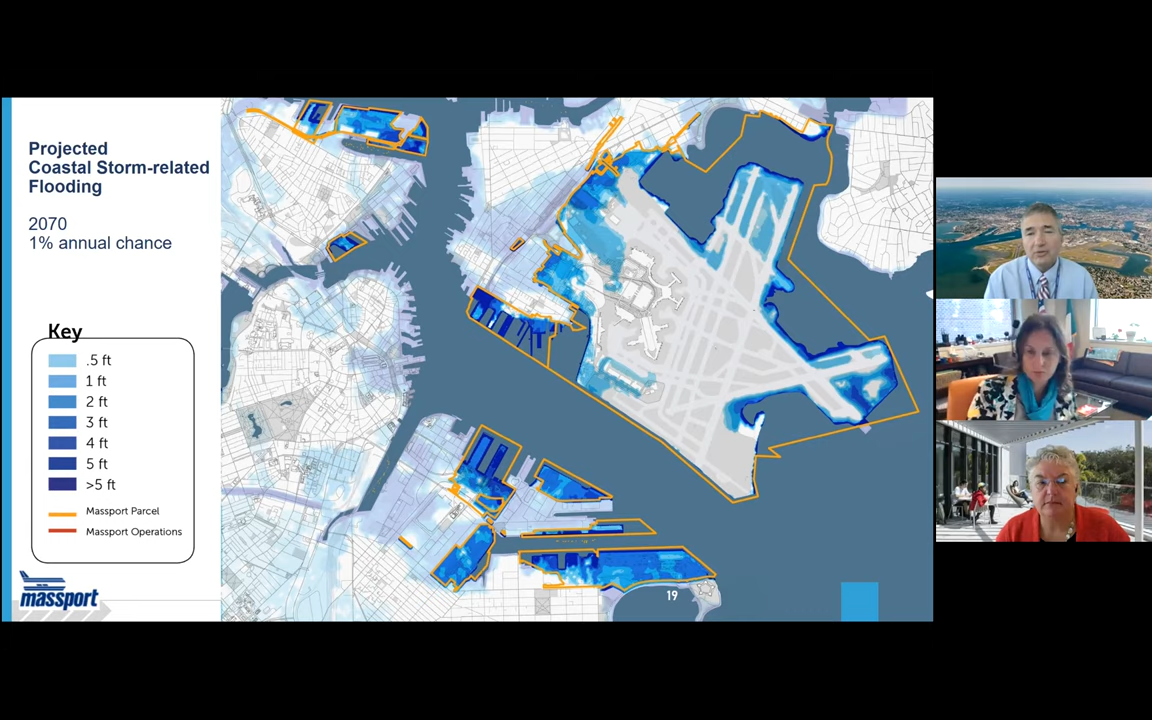 Projected
Coastal Storm-related
Flooding
2070
1% annual chance
Key
.5 ft
1 ft
2 ft
3 ft
4 ft
5 ft
>5 ft
Massport Parcel
Massport Operations
massport
19